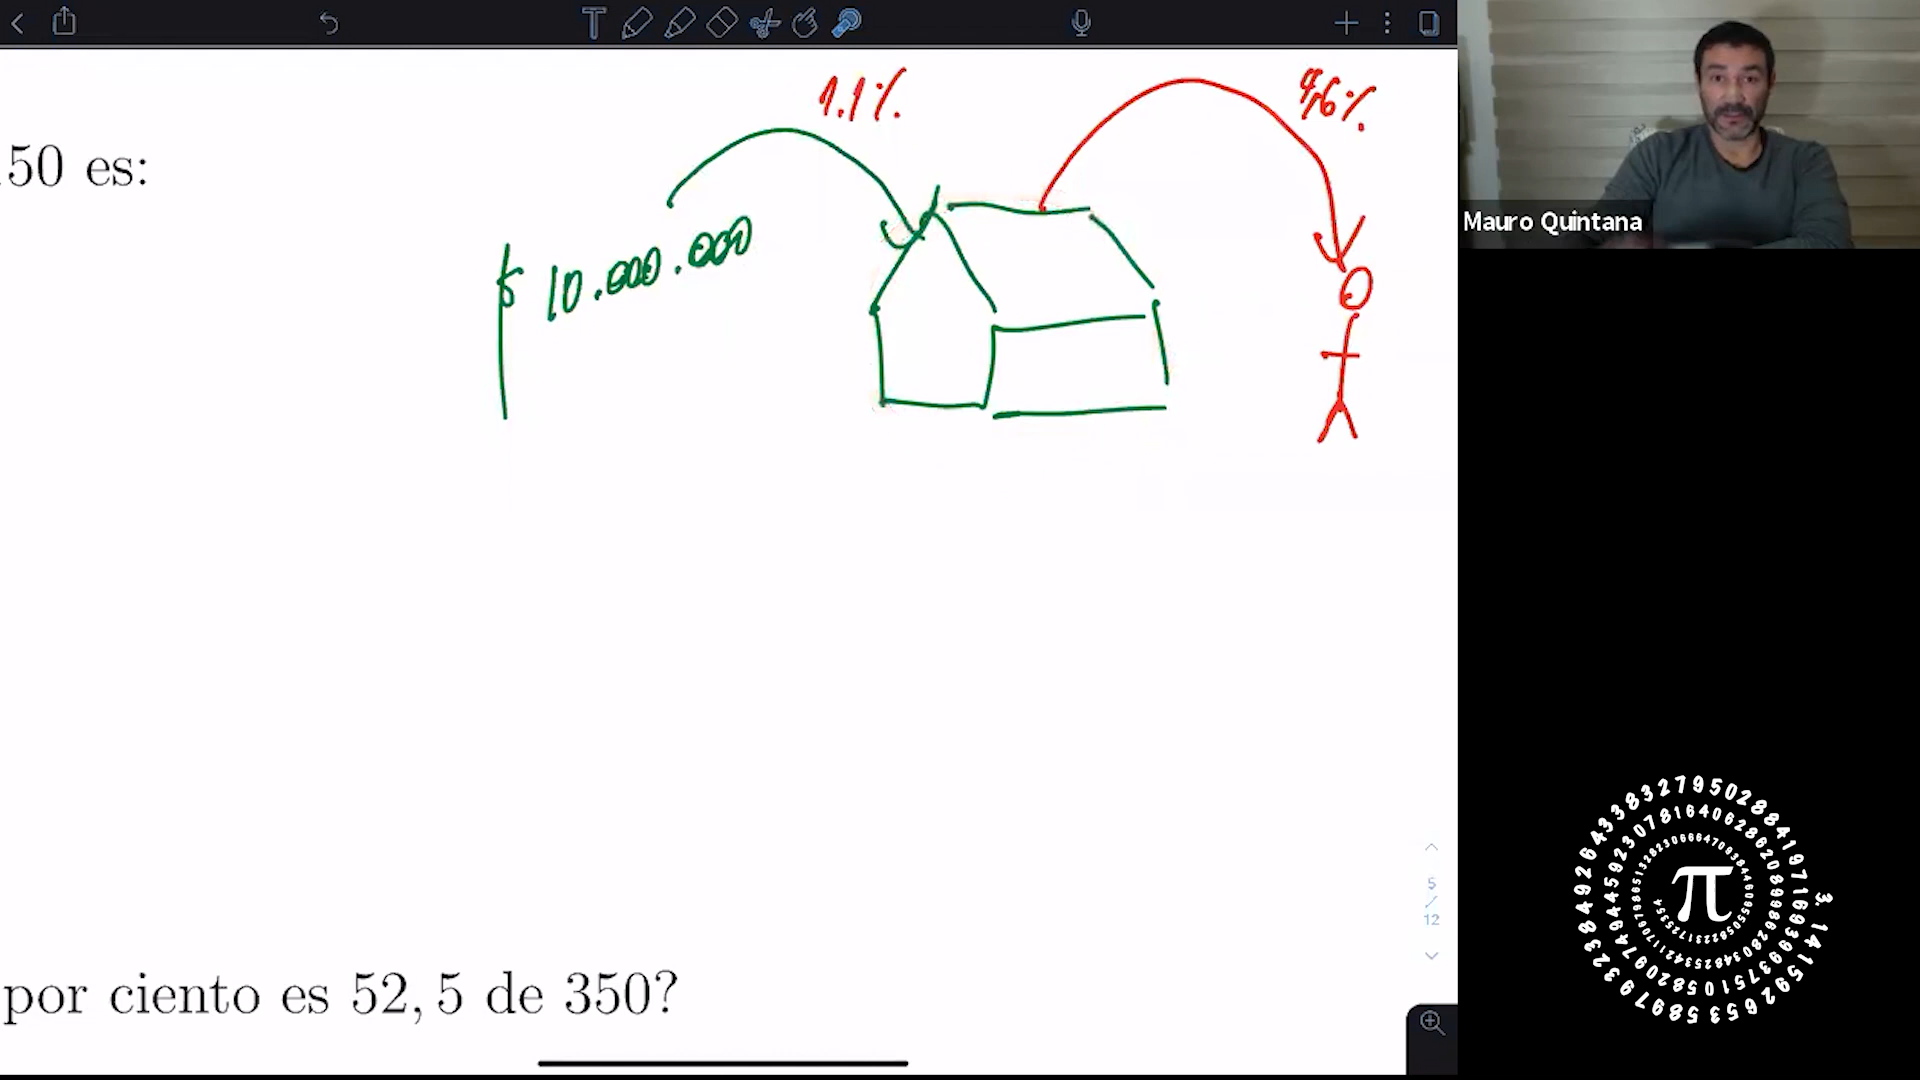 1.1%
4,6%
50 es:
$ 10.000.000
Mauro Quintana
5
/
12
π
por ciento es 52, 5 de 350?